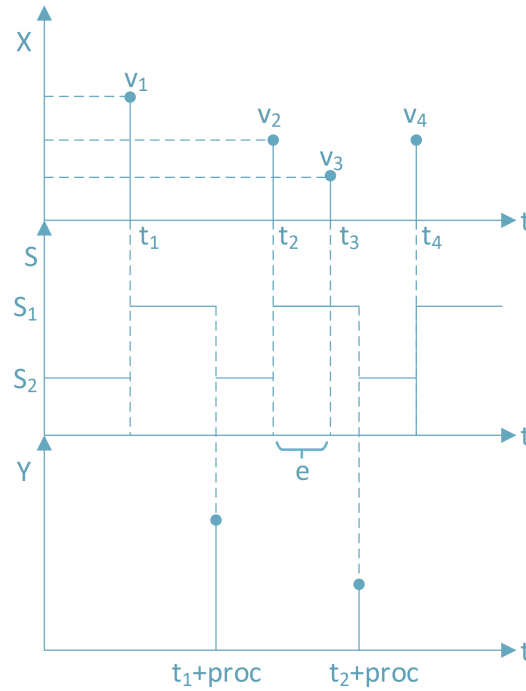 X
v₁
v₂
v₃
v₄
t₁
t₂
t₃
t₄
t
S
S₁
S₂
t
e
Y
t
t₁+proc
t₂+proc